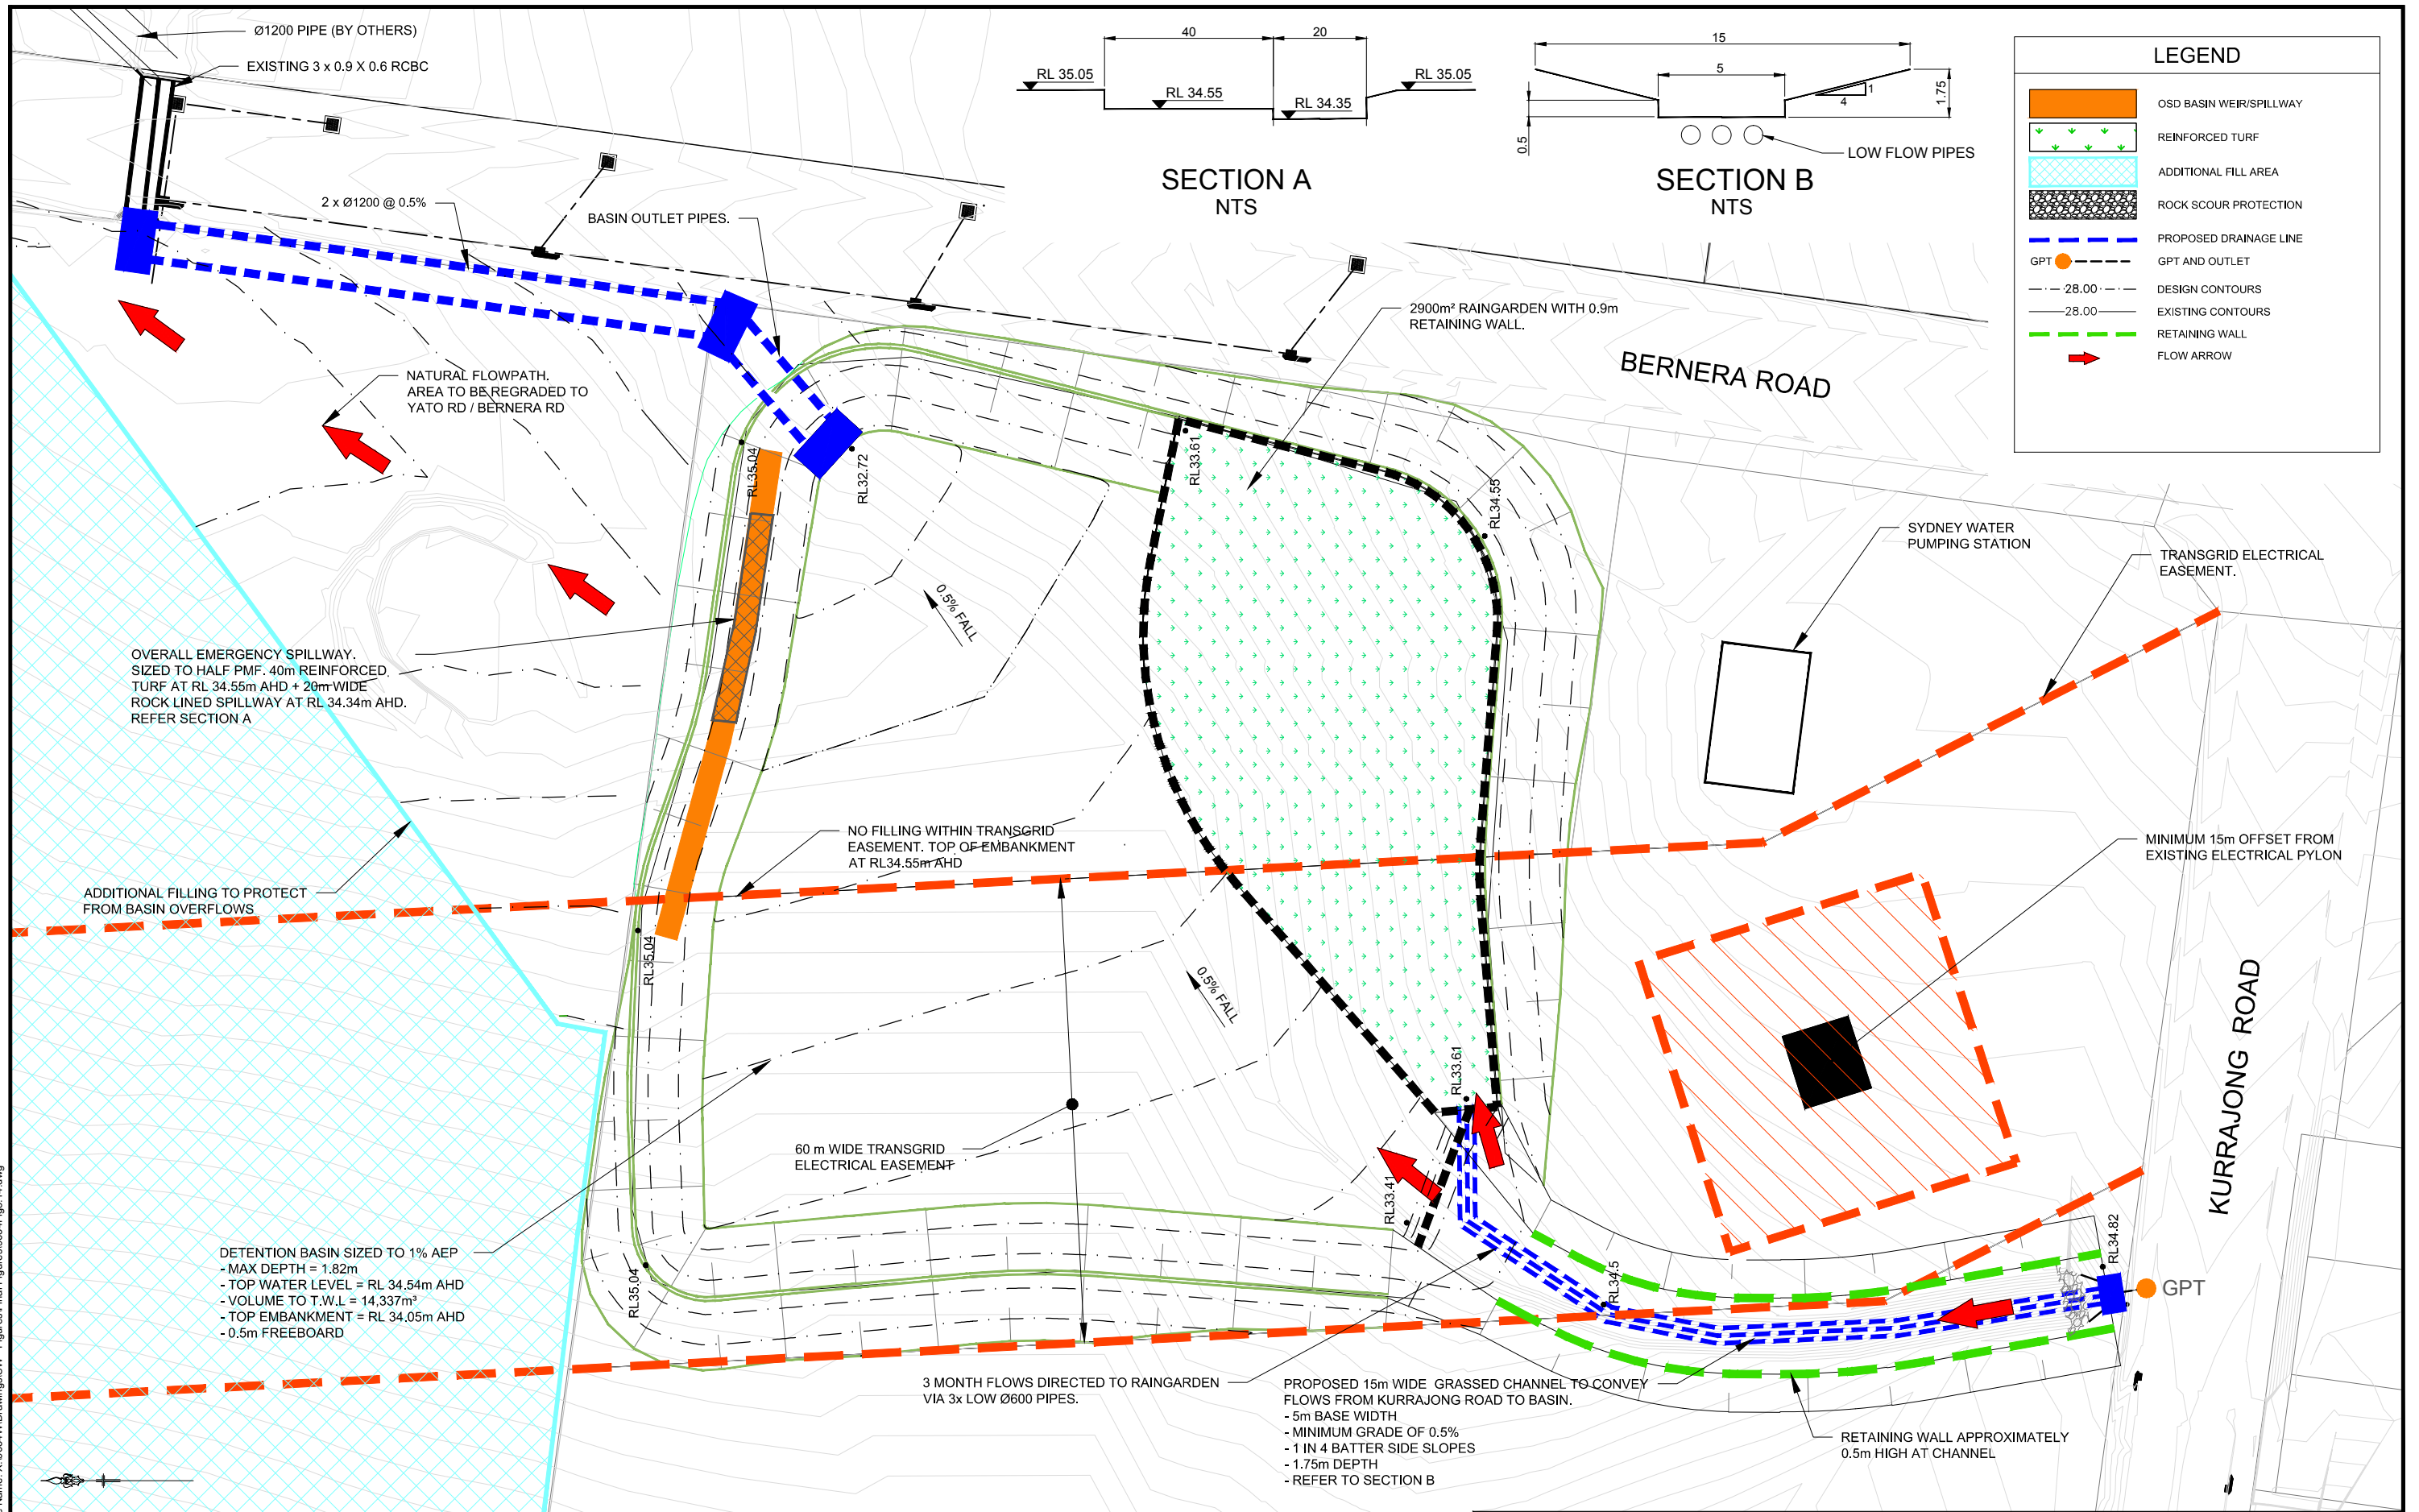 Ø1200 PIPE (BY OTHERS)
EXISTING 3 x 0.9 X 0.6 RCBC
2 x Ø1200 @ 0.5%
BASIN OUTLET PIPES.
40
20
RL 35.05
RL 34.55
RL 34.35
RL 35.05
SECTION A
NTS
15
5
1
4
1.75
0.5
LOW FLOW PIPES
SECTION B
NTS
LEGEND
OSD BASIN WEIR/SPILLWAY
REINFORCED TURF
ADDITIONAL FILL AREA
ROCK SCOUR PROTECTION
PROPOSED DRAINAGE LINE
GPT
GPT AND OUTLET
28.00
DESIGN CONTOURS
28.00
EXISTING CONTOURS
RETAINING WALL
FLOW ARROW
2900m² RAINGARDEN WITH 0.9m
RETAINING WALL.
BERNERA ROAD
NATURAL FLOWPATH.
AREA TO BE REGRADED TO
YATO RD / BERNERA RD
RL35.04
RL32.72
RL33.61
RL34.55
SYDNEY WATER
PUMPING STATION
TRANSGRID ELECTRICAL
EASEMENT.
0.5% FALL
OVERALL EMERGENCY SPILLWAY.
SIZED TO HALF PMF. 40m REINFORCED
TURF AT RL 34.55m AHD + 20m WIDE
ROCK LINED SPILLWAY AT RL 34.34m AHD.
REFER SECTION A
NO FILLING WITHIN TRANSGRID
EASEMENT. TOP OF EMBANKMENT
AT RL34.55m AHD
MINIMUM 15m OFFSET FROM
EXISTING ELECTRICAL PYLON
ADDITIONAL FILLING TO PROTECT
FROM BASIN OVERFLOWS
RL35.04
0.5% FALL
KURRAJONG ROAD
RL33.61
60 m WIDE TRANSGRID
ELECTRICAL EASEMENT
RL33.41
RL34.82
DETENTION BASIN SIZED TO 1% AEP
- MAX DEPTH = 1.82m
- TOP WATER LEVEL = RL 34.54m AHD
- VOLUME TO T.W.L = 14,337m³
- TOP EMBANKMENT = RL 34.05m AHD
- 0.5m FREEBOARD
RL35.04
RL34.5
GPT
3 MONTH FLOWS DIRECTED TO RAINGARDEN
VIA 3x LOW Ø600 PIPES.
PROPOSED 15m WIDE GRASSED CHANNEL TO CONVEY
FLOWS FROM KURRAJONG ROAD TO BASIN.
- 5m BASE WIDTH
- MINIMUM GRADE OF 0.5%
- 1 IN 4 BATTER SIDE SLOPES
- 1.75m DEPTH
- REFER TO SECTION B
RETAINING WALL APPROXIMATELY
0.5m HIGH AT CHANNEL